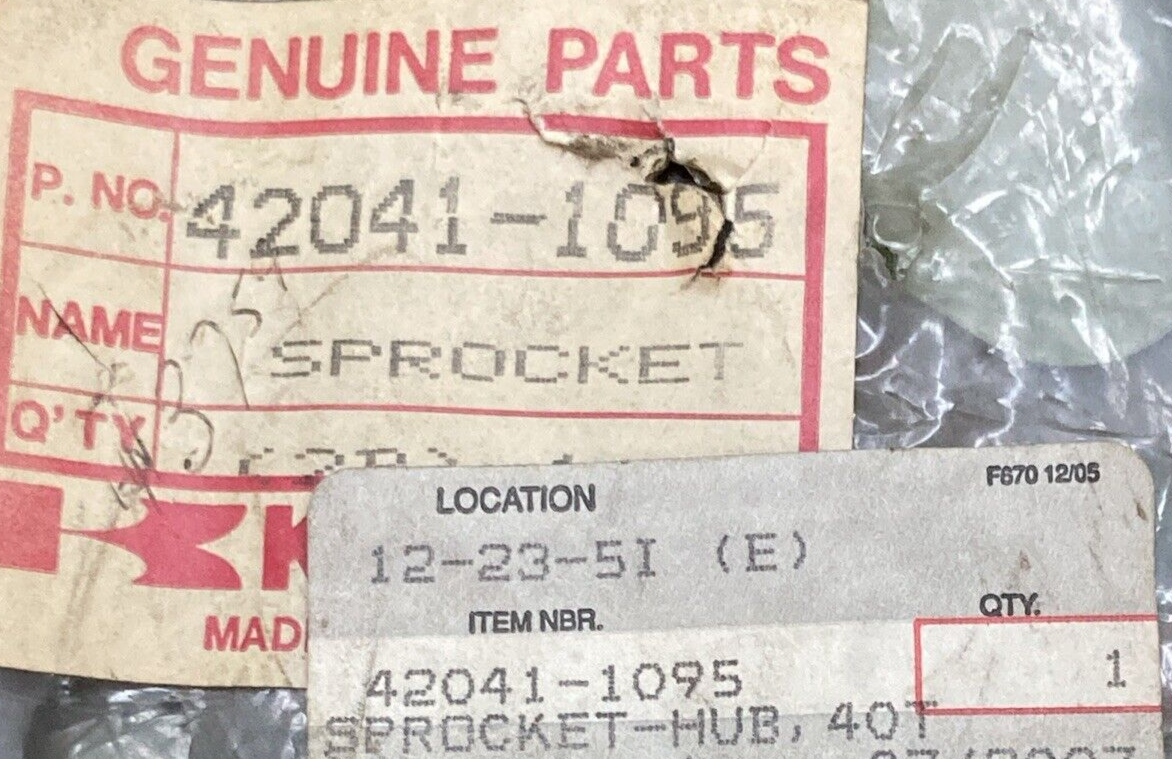 GENUINE PARTS
P. NO. 42041-1095
NAME SPROCKET
Q'TY
K
MAD
F670 12/05
LOCATION
12-23-5I (E)
ITEM NBR. QTY.
42041-1095 1
SPROCKET-HUB, 40T